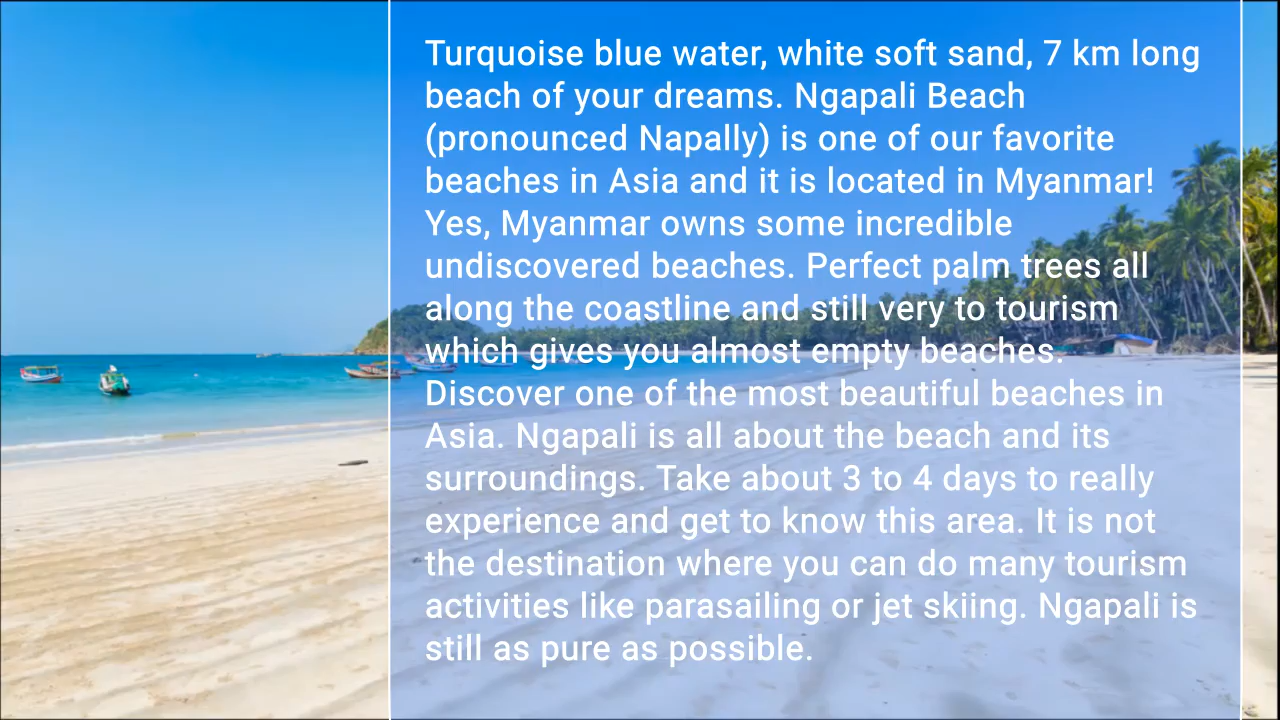 Turquoise blue water, white soft sand, 7 km long
beach of your dreams. Ngapali Beach
(pronounced Napally) is one of our favorite
beaches in Asia and it is located in Myanmar!
Yes, Myanmar owns some incredible
undiscovered beaches. Perfect palm trees all
along the coastline and still very to tourism
which gives you almost empty beaches.
Discover one of the most beautiful beaches in
Asia. Ngapali is all about the beach and its
surroundings. Take about 3 to 4 days to really
experience and get to know this area. It is not
the destination where you can do many tourism
activities like parasailing or jet skiing. Ngapali is
still as pure as possible.